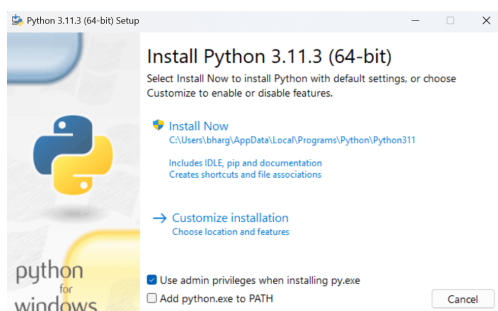 Python 3.11.3 (64-bit) Setup
Install Python 3.11.3 (64-bit)
Select Install Now to install Python with default settings, or choose
Customize to enable or disable features.
Install Now
C:\Users\bharg\AppData\Local\Programs\Python\Python311
Includes IDLE, pip and documentation
Creates shortcuts and file associations
Customize installation
Choose location and features
python
for
windows
Use admin privileges when installing py.exe
Add python.exe to PATH
Cancel